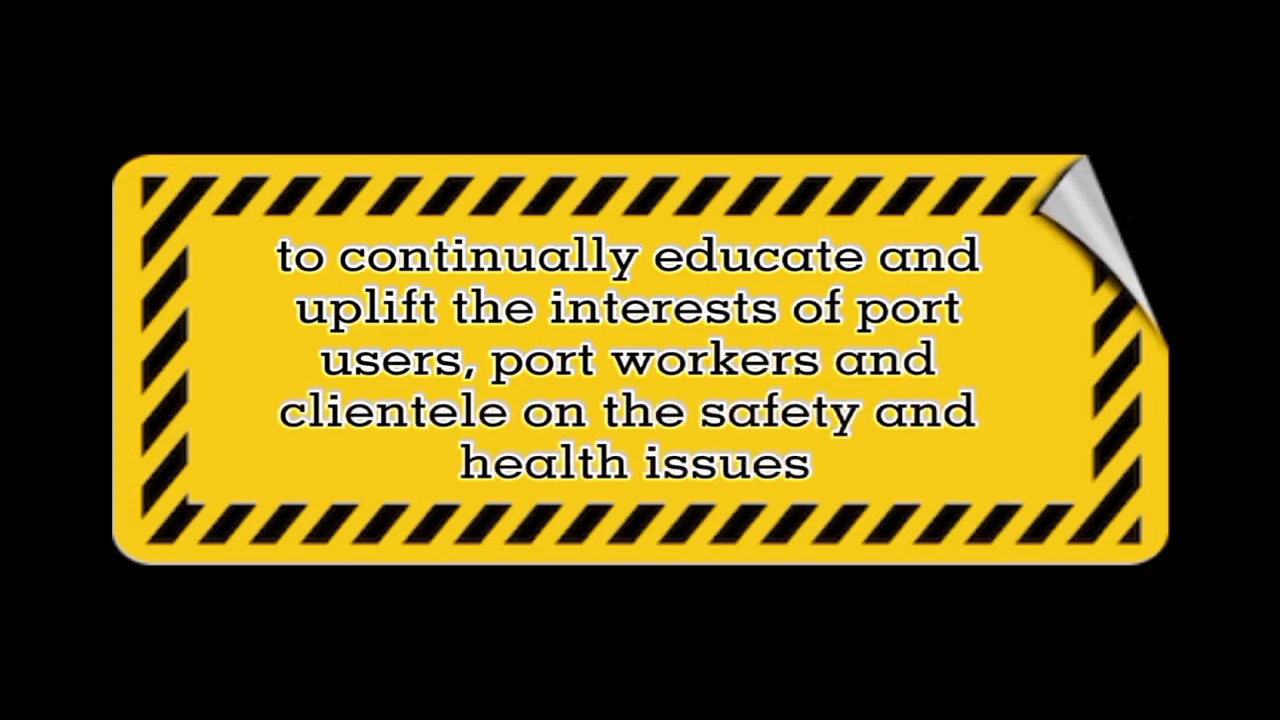 to continually educate and
uplift the interests of port
users, port workers and
clientele on the safety and
health issues